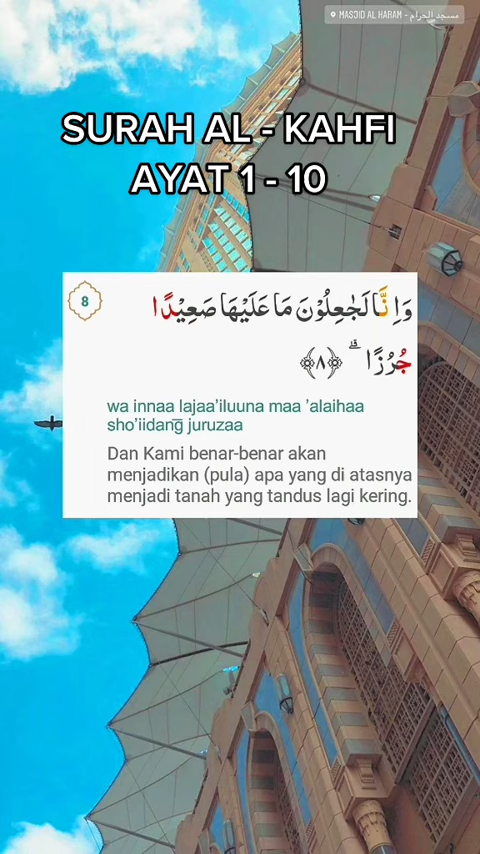 MASJID AL HARAM - مسجد الحرام
SURAH AL - KAHFI
AYAT 1 - 10
8
وَاِنَّا لَجٰعِلُوْنَ مَا عَلَيْهَا صَعِيْدًا
جُرُزًاۗ ﴿٨﴾
wa innaa lajaa'iluuna maa 'alaihaa
sho'iidang juruzaa
Dan Kami benar-benar akan
menjadikan (pula) apa yang di atasnya
menjadi tanah yang tandus lagi kering.